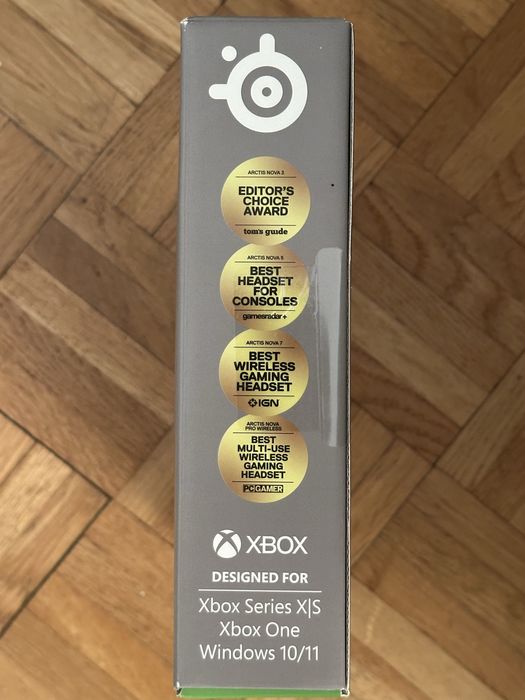 ARCTIS NOVA 3
EDITOR'S
CHOICE
AWARD
tom's guide
ARCTIS NOVA 5
BEST
HEADSET
FOR
CONSOLES
gamesradar+
ARCTIS NOVA 7
BEST
WIRELESS
GAMING
HEADSET
IGN
ARCTIS NOVA
PRO WIRELESS
BEST
MULTI-USE
WIRELESS
GAMING
HEADSET
PC GAMER
XBOX
DESIGNED FOR
Xbox Series X|S
Xbox One
Windows 10/11